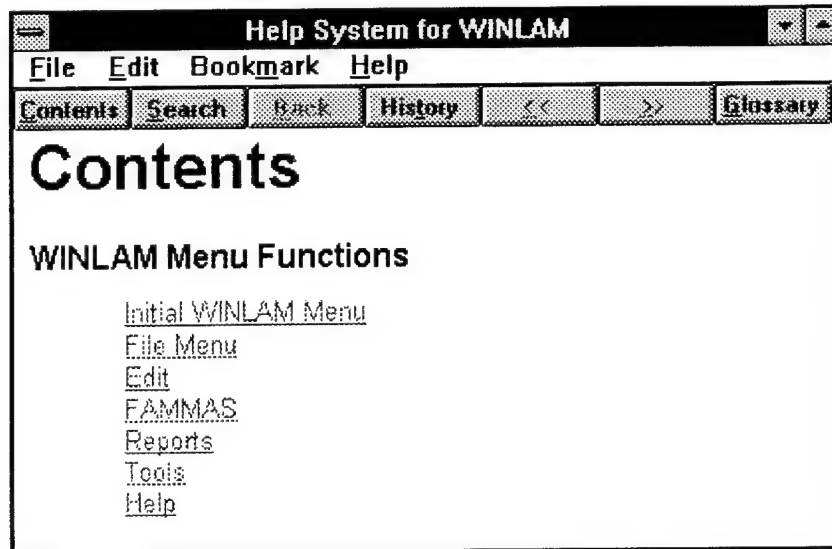 Help System for WINLAM
File Edit Bookmark Help
Contents Search Back History << >> Glossary
Contents
WINLAM Menu Functions
Initial WINLAM Menu
File Menu
Edit
FAMMAS
Reports
Tools
Help